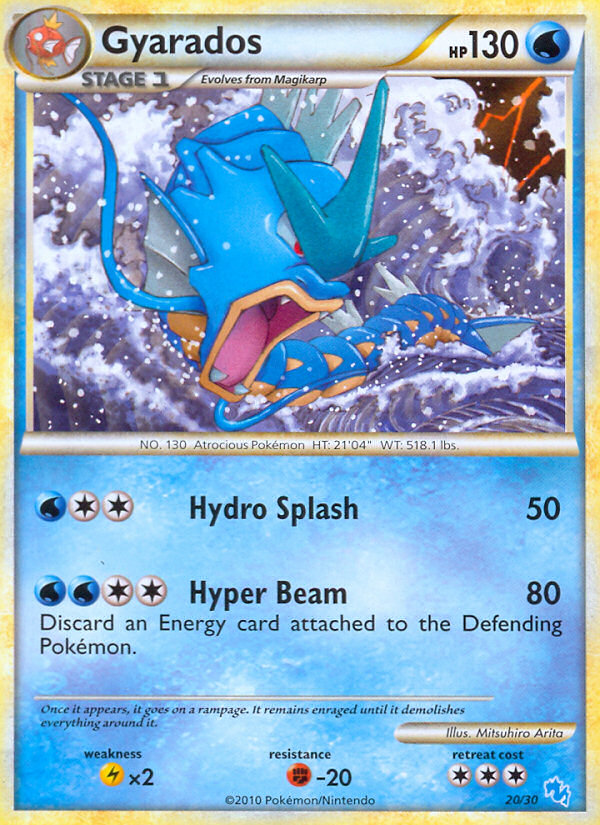 Gyarados
HP 130
STAGE 1
Evolves from Magikarp
NO. 130 Atrocious Pokémon HT: 21'04" WT: 518.1 lbs.
Hydro Splash 50
Hyper Beam 80
Discard an Energy card attached to the Defending
Pokémon.
Once it appears, it goes on a rampage. It remains enraged until it demolishes
everything around it.
Illus. Mitsuhiro Arita
weakness resistance retreat cost
×2 -20
©2010 Pokémon/Nintendo 20/30